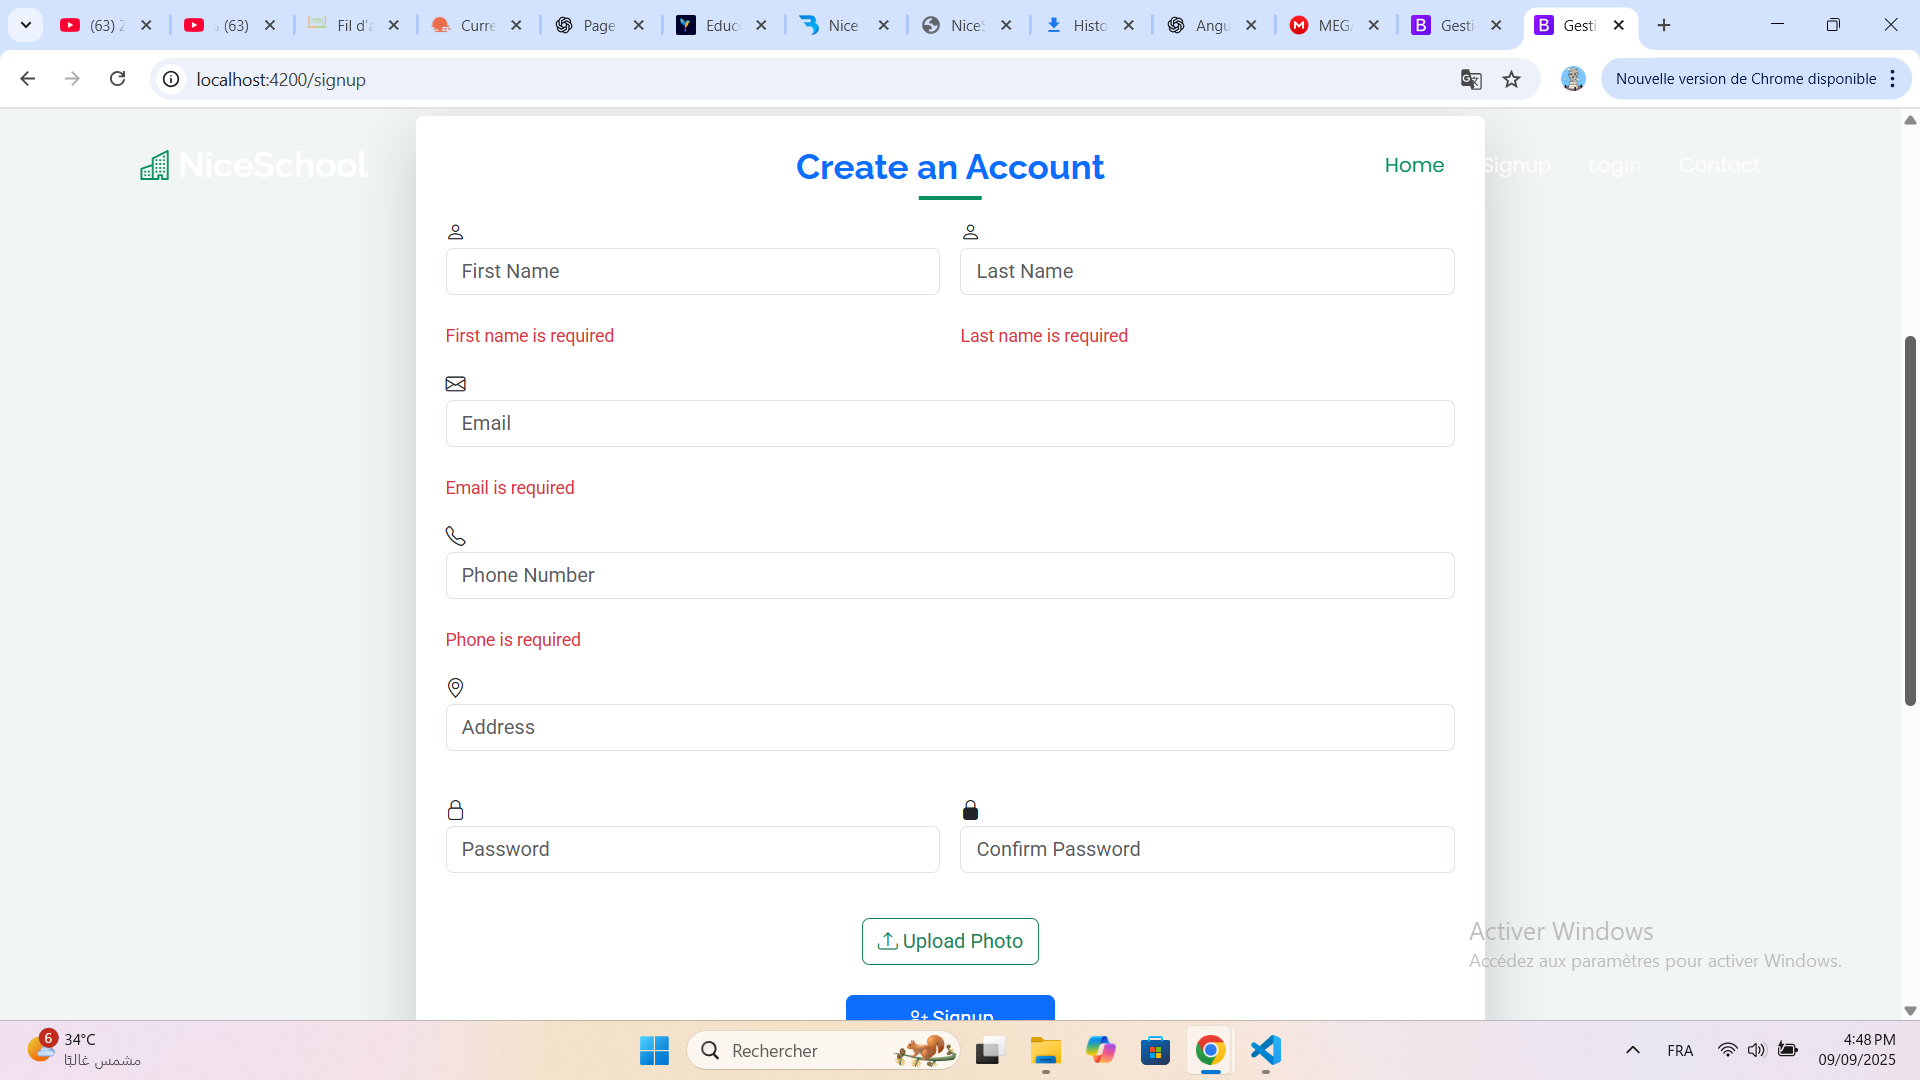 (63) Z
(63)
Fil d'a
Curre
Page
Educ
Nice
Nice
Histo
Angu
MEGA
Gesti
Gesti
localhost:4200/signup
Nouvelle version de Chrome disponible
NiceSchool
Create an Account
Home
Signup
Login
Contact
First Name
Last Name
First name is required
Last name is required
Email
Email is required
Phone Number
Phone is required
Address
Password
Confirm Password
Upload Photo
Signup
Activer Windows
Accédez aux paramètres pour activer Windows.
6
34°C
مشمس غالبًا
Rechercher
FRA
4:48 PM
09/09/2025